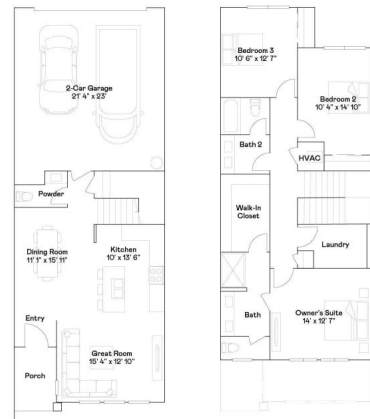 2-Car Garage
21' 4" x 23'
Powder
Dining Room
11' 1" x 15' 11"
Kitchen
10' x 13' 6"
Entry
Great Room
15' 4" x 12' 10"
Porch
Bedroom 3
10' 6" x 12' 7"
Bedroom 2
10' 4" x 14' 10"
Bath 2
HVAC
Walk-In
Closet
Laundry
Bath
Owner's Suite
14' x 12' 7"